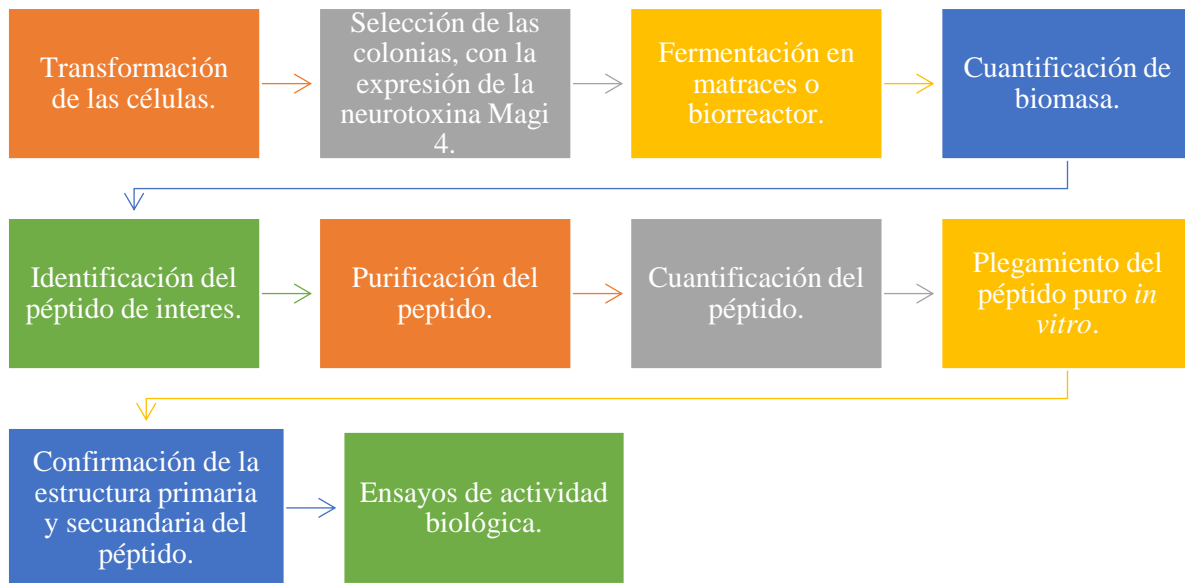 Transformación
de las células.
Selección de las
colonias, con la
expresión de la
neurotoxina Magi
4.
Fermentación en
matraces o
biorreactor.
Cuantificación de
biomasa.
Identificación del
péptido de interes.
Purificación del
peptido.
Cuantificación del
péptido.
Plegamiento del
péptido puro in
vitro.
Confirmación de la
estructura primaria
y secuandaria del
péptido.
Ensayos de actividad
biológica.